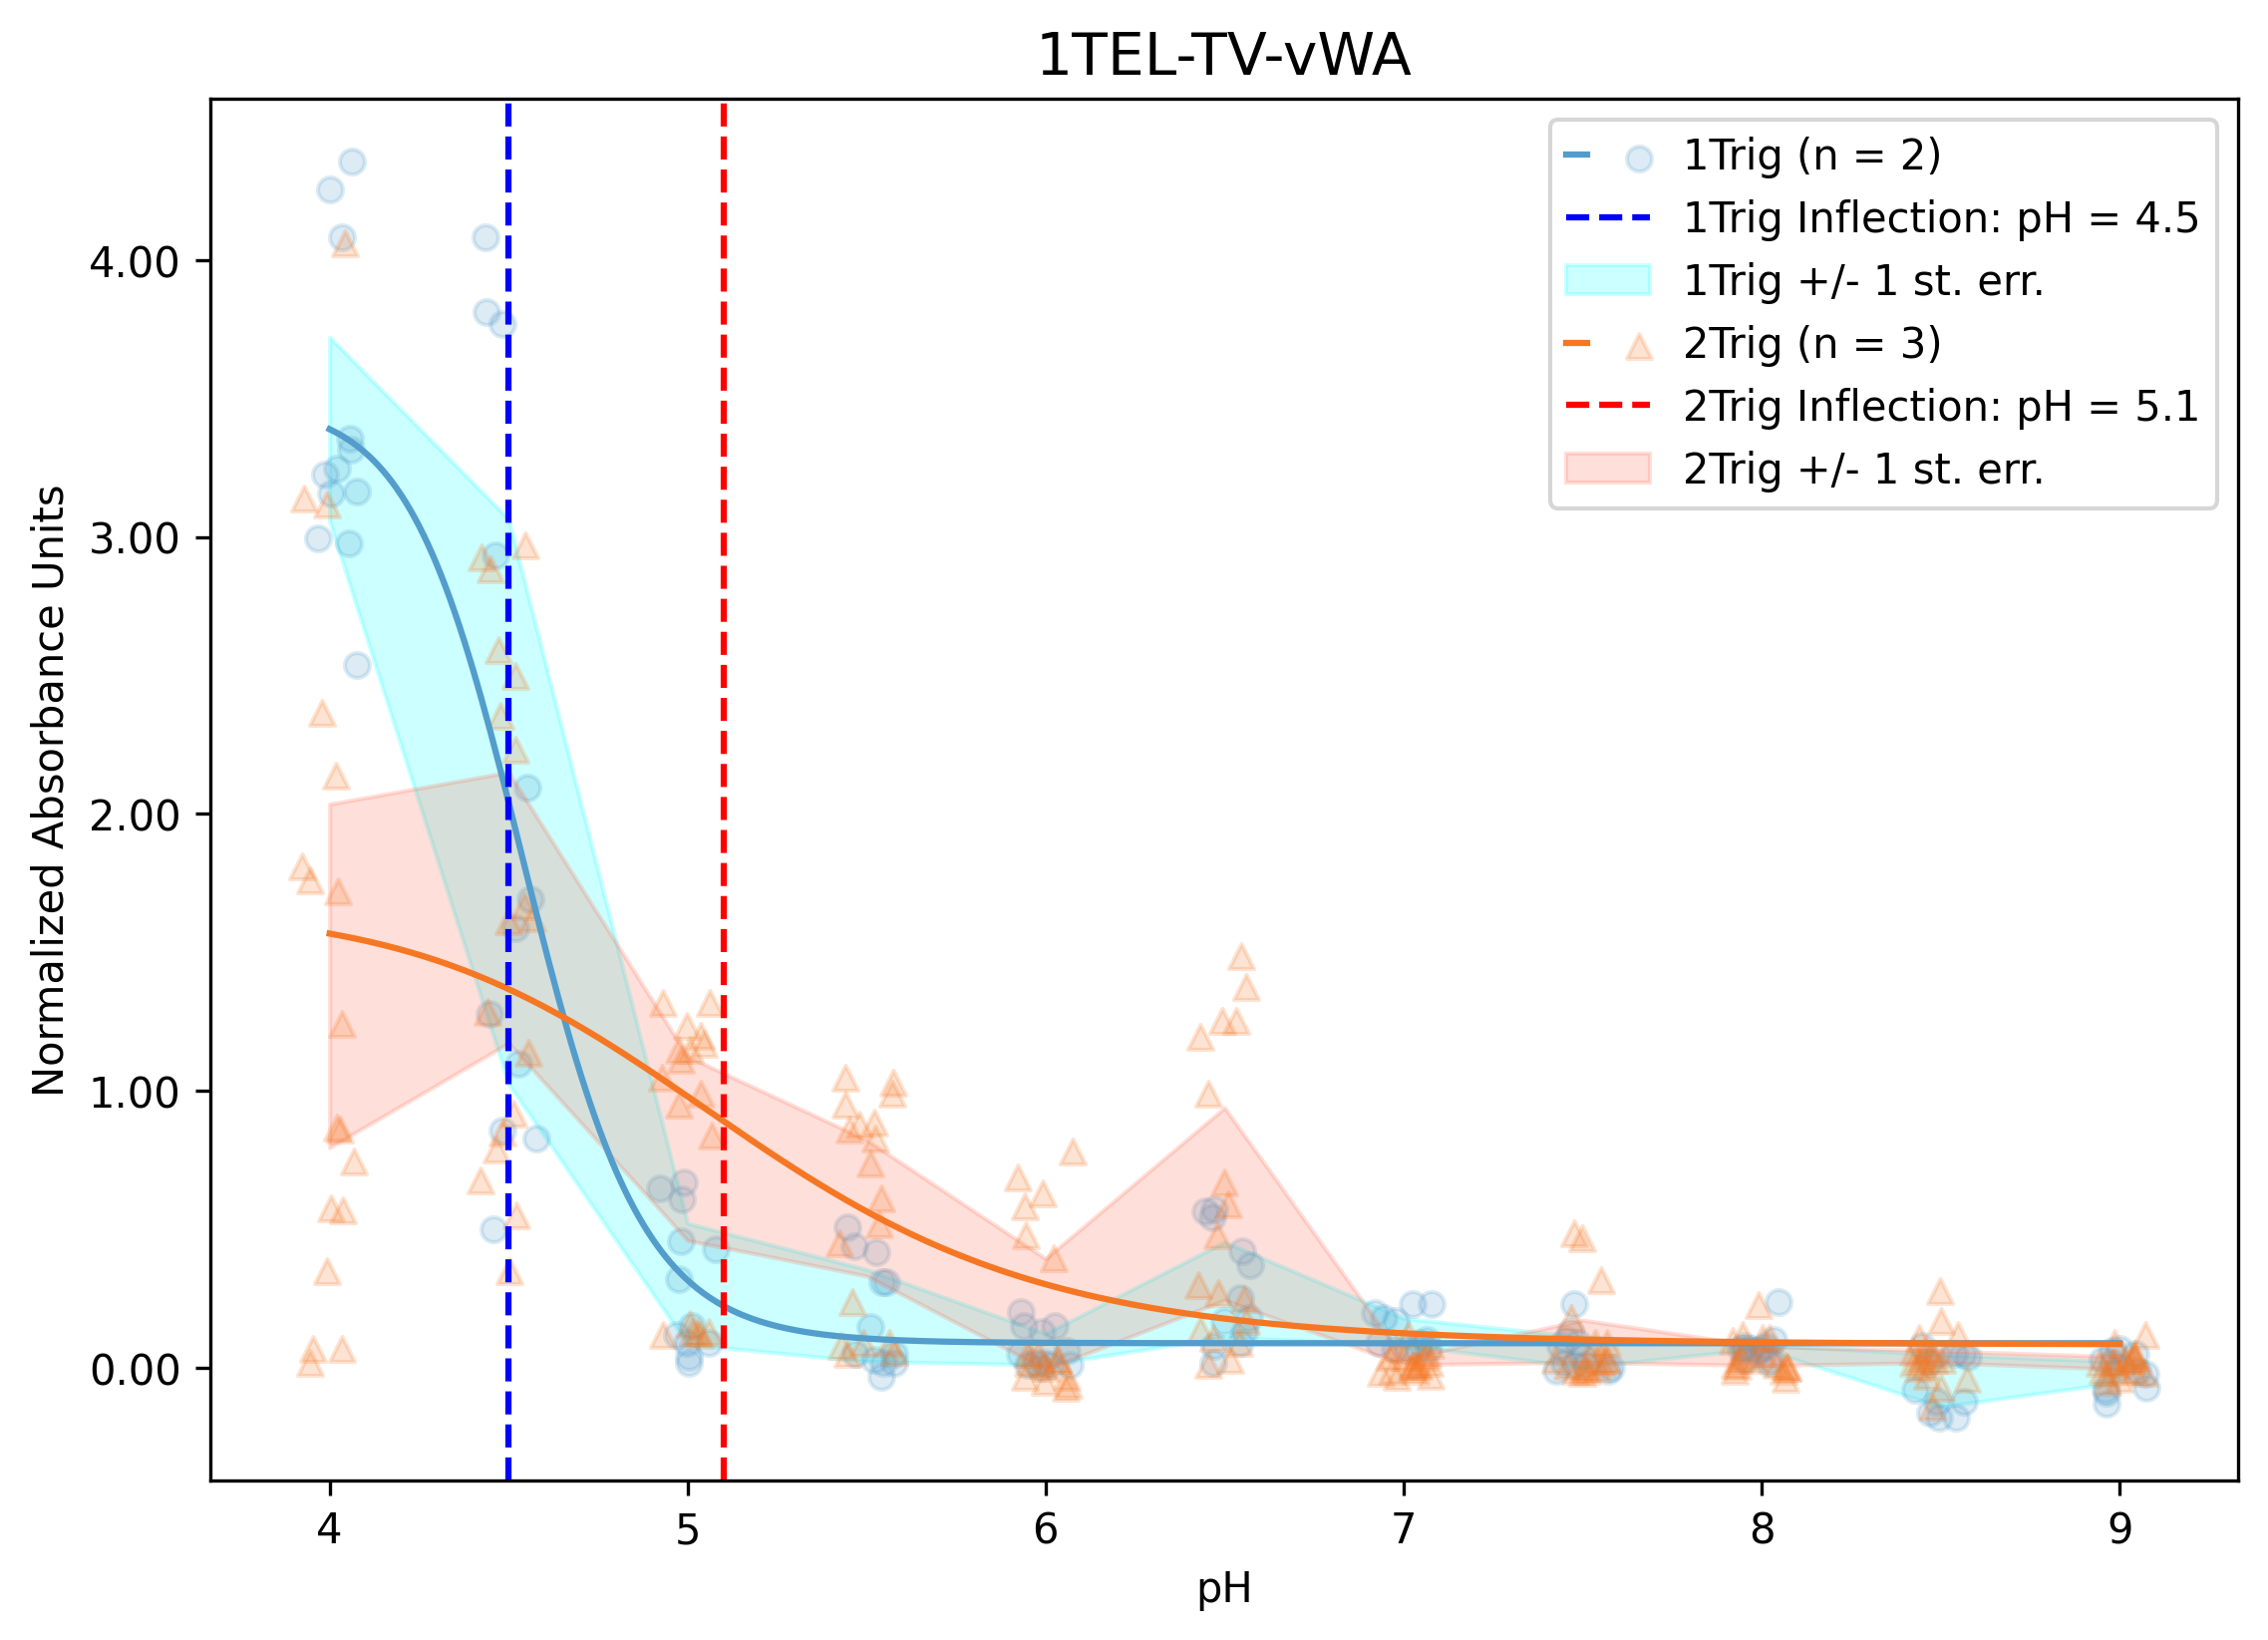 1TEL-TV-vWA
1Trig (n = 2)
1Trig Inflection: pH = 4.5
1Trig +/- 1 st. err.
2Trig (n = 3)
2Trig Inflection: pH = 5.1
2Trig +/- 1 st. err.
Normalized Absorbance Units
4.00
3.00
2.00
1.00
0.00
4 5 6 7 8 9
pH